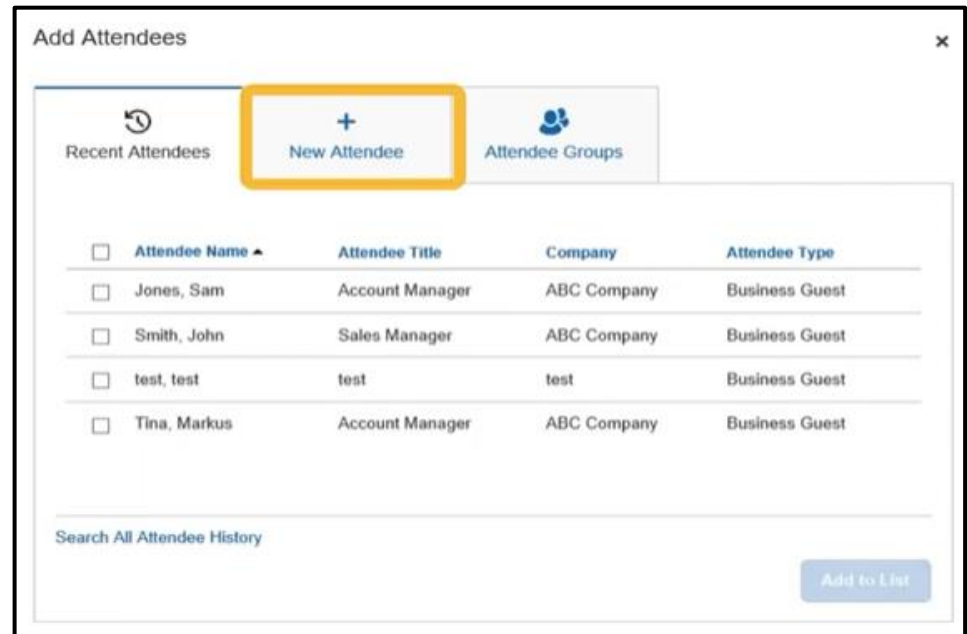 Add Attendees
Recent Attendees New Attendee Attendee Groups
Attendee Name Attendee Title Company Attendee Type
Jones, Sam Account Manager ABC Company Business Guest
Smith, John Sales Manager ABC Company Business Guest
test, test test test Business Guest
Tina, Markus Account Manager ABC Company Business Guest
Search All Attendee History
Add to List